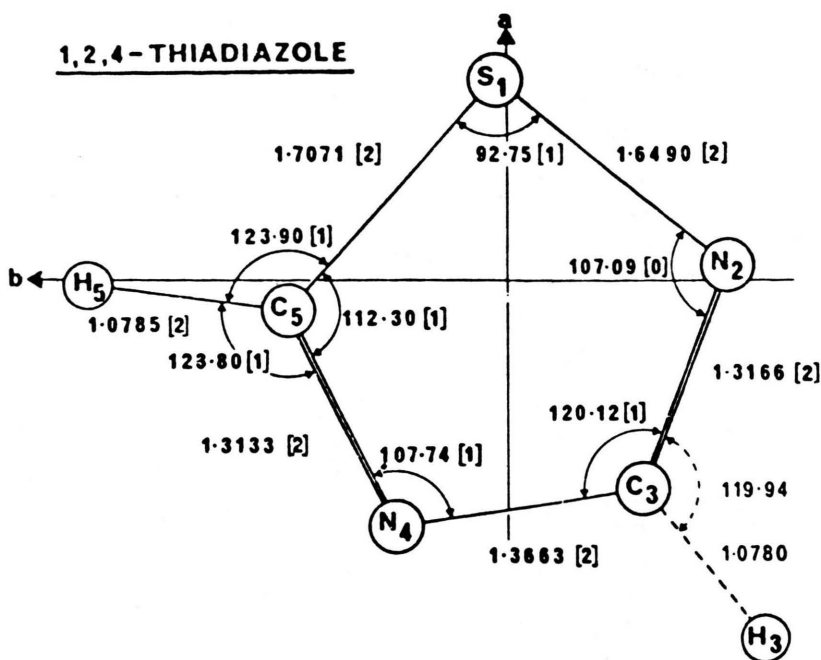 a
1,2,4-THIADIAZOLE
S1
1·7071 [2]
92·75 [1]
1·6490 [2]
123·90 [1]
b
H5
107·09 [0]
N2
C5
112·30 [1]
1·0785 [2]
123·80 [1]
1·3166 [2]
120·12 [1]
1·3133 [2]
107·74 [1]
C3
119·94
N4
1·3663 [2]
1·0780
H3